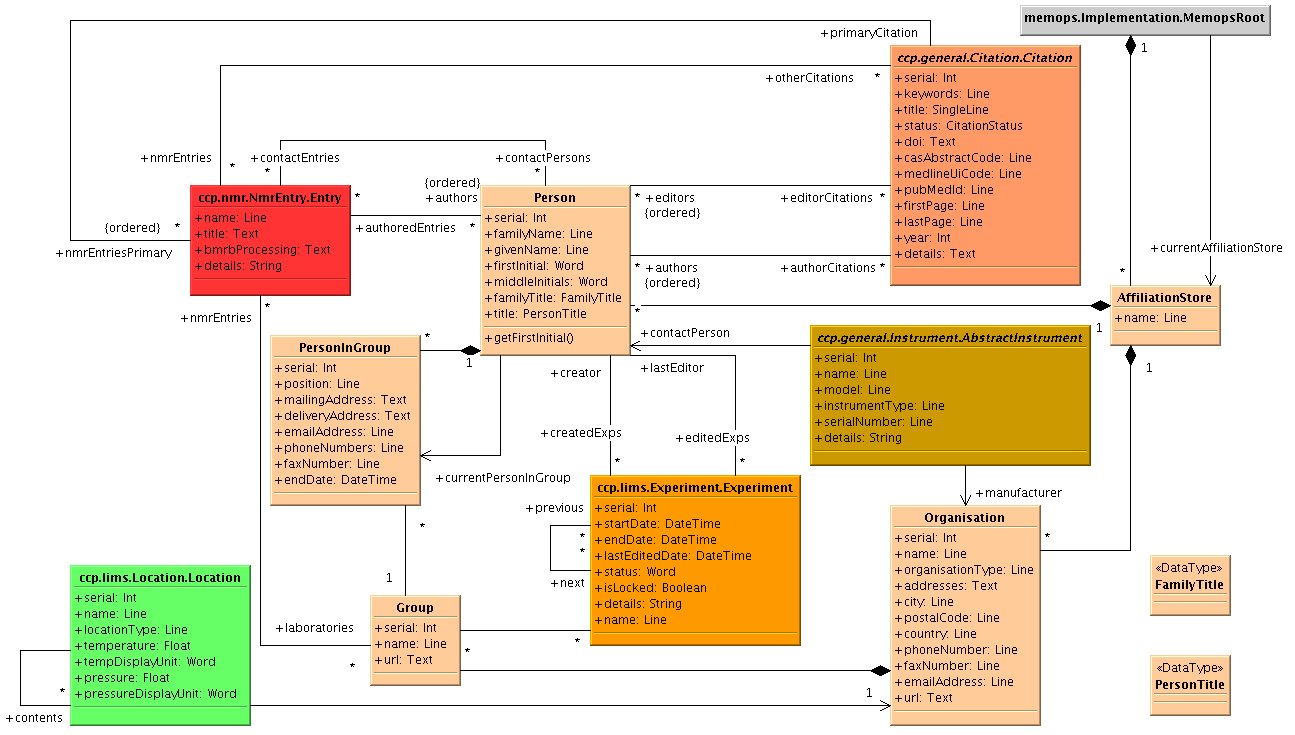 memops.Implementation.MemopsRoot
1
+primaryCitation
ccp.general.Citation.Citation
+serial: Int
+keywords: Line
+title: SingleLine
+status: CitationStatus
+doi: Text
+casAbstractCode: Line
+medlineUiCode: Line
+pubMedId: Line
+firstPage: Line
+lastPage: Line
+year: Int
+details: Text
+otherCitations
*
+nmrEntries
*
+contactEntries
*
+contactPersons
*
ccp.nmr.NmrEntry.Entry
+name: Line
+title: Text
+bmrbProcessing: Text
+details: String
{ordered}
*
+nmrEntriesPrimary
*
+authoredEntries
{ordered}
+authors
*
Person
+serial: Int
+familyName: Line
+givenName: Line
+firstInitial: Word
+middleInitials: Word
+familyTitle: FamilyTitle
+title: PersonTitle
+getFirstInitial()
*
+editors
{ordered}
+editorCitations
*
*
+authors
{ordered}
+authorCitations
*
*
+currentAffiliationStore
*
AffiliationStore
+name: Line
1
1
*
+nmrEntries
PersonInGroup
+serial: Int
+position: Line
+mailingAddress: Text
+deliveryAddress: Text
+emailAddress: Line
+phoneNumbers: Line
+faxNumber: Line
+endDate: DateTime
*
1
+contactPerson
ccp.general.Instrument.AbstractInstrument
+serial: Int
+name: Line
+model: Line
+instrumentType: Line
+serialNumber: Line
+details: String
+creator
+lastEditor
+createdExps
*
+editedExps
*
+currentPersonInGroup
ccp.lims.Experiment.Experiment
+serial: Int
+startDate: DateTime
+endDate: DateTime
+lastEditedDate: DateTime
+status: Word
+isLocked: Boolean
+details: String
+name: Line
+previous
*
*
+next
+manufacturer
Organisation
+serial: Int
+name: Line
+organisationType: Line
+addresses: Text
+city: Line
+postalCode: Line
+country: Line
+phoneNumber: Line
+faxNumber: Line
+emailAddress: Line
+url: Text
*
«DataType»
FamilyTitle
«DataType»
PersonTitle
*
1
ccp.lims.Location.Location
+serial: Int
+name: Line
+locationType: Line
+temperature: Float
+tempDisplayUnit: Word
+pressure: Float
+pressureDisplayUnit: Word
*
+contents
+laboratories
*
Group
+serial: Int
+name: Line
+url: Text
*
*
1